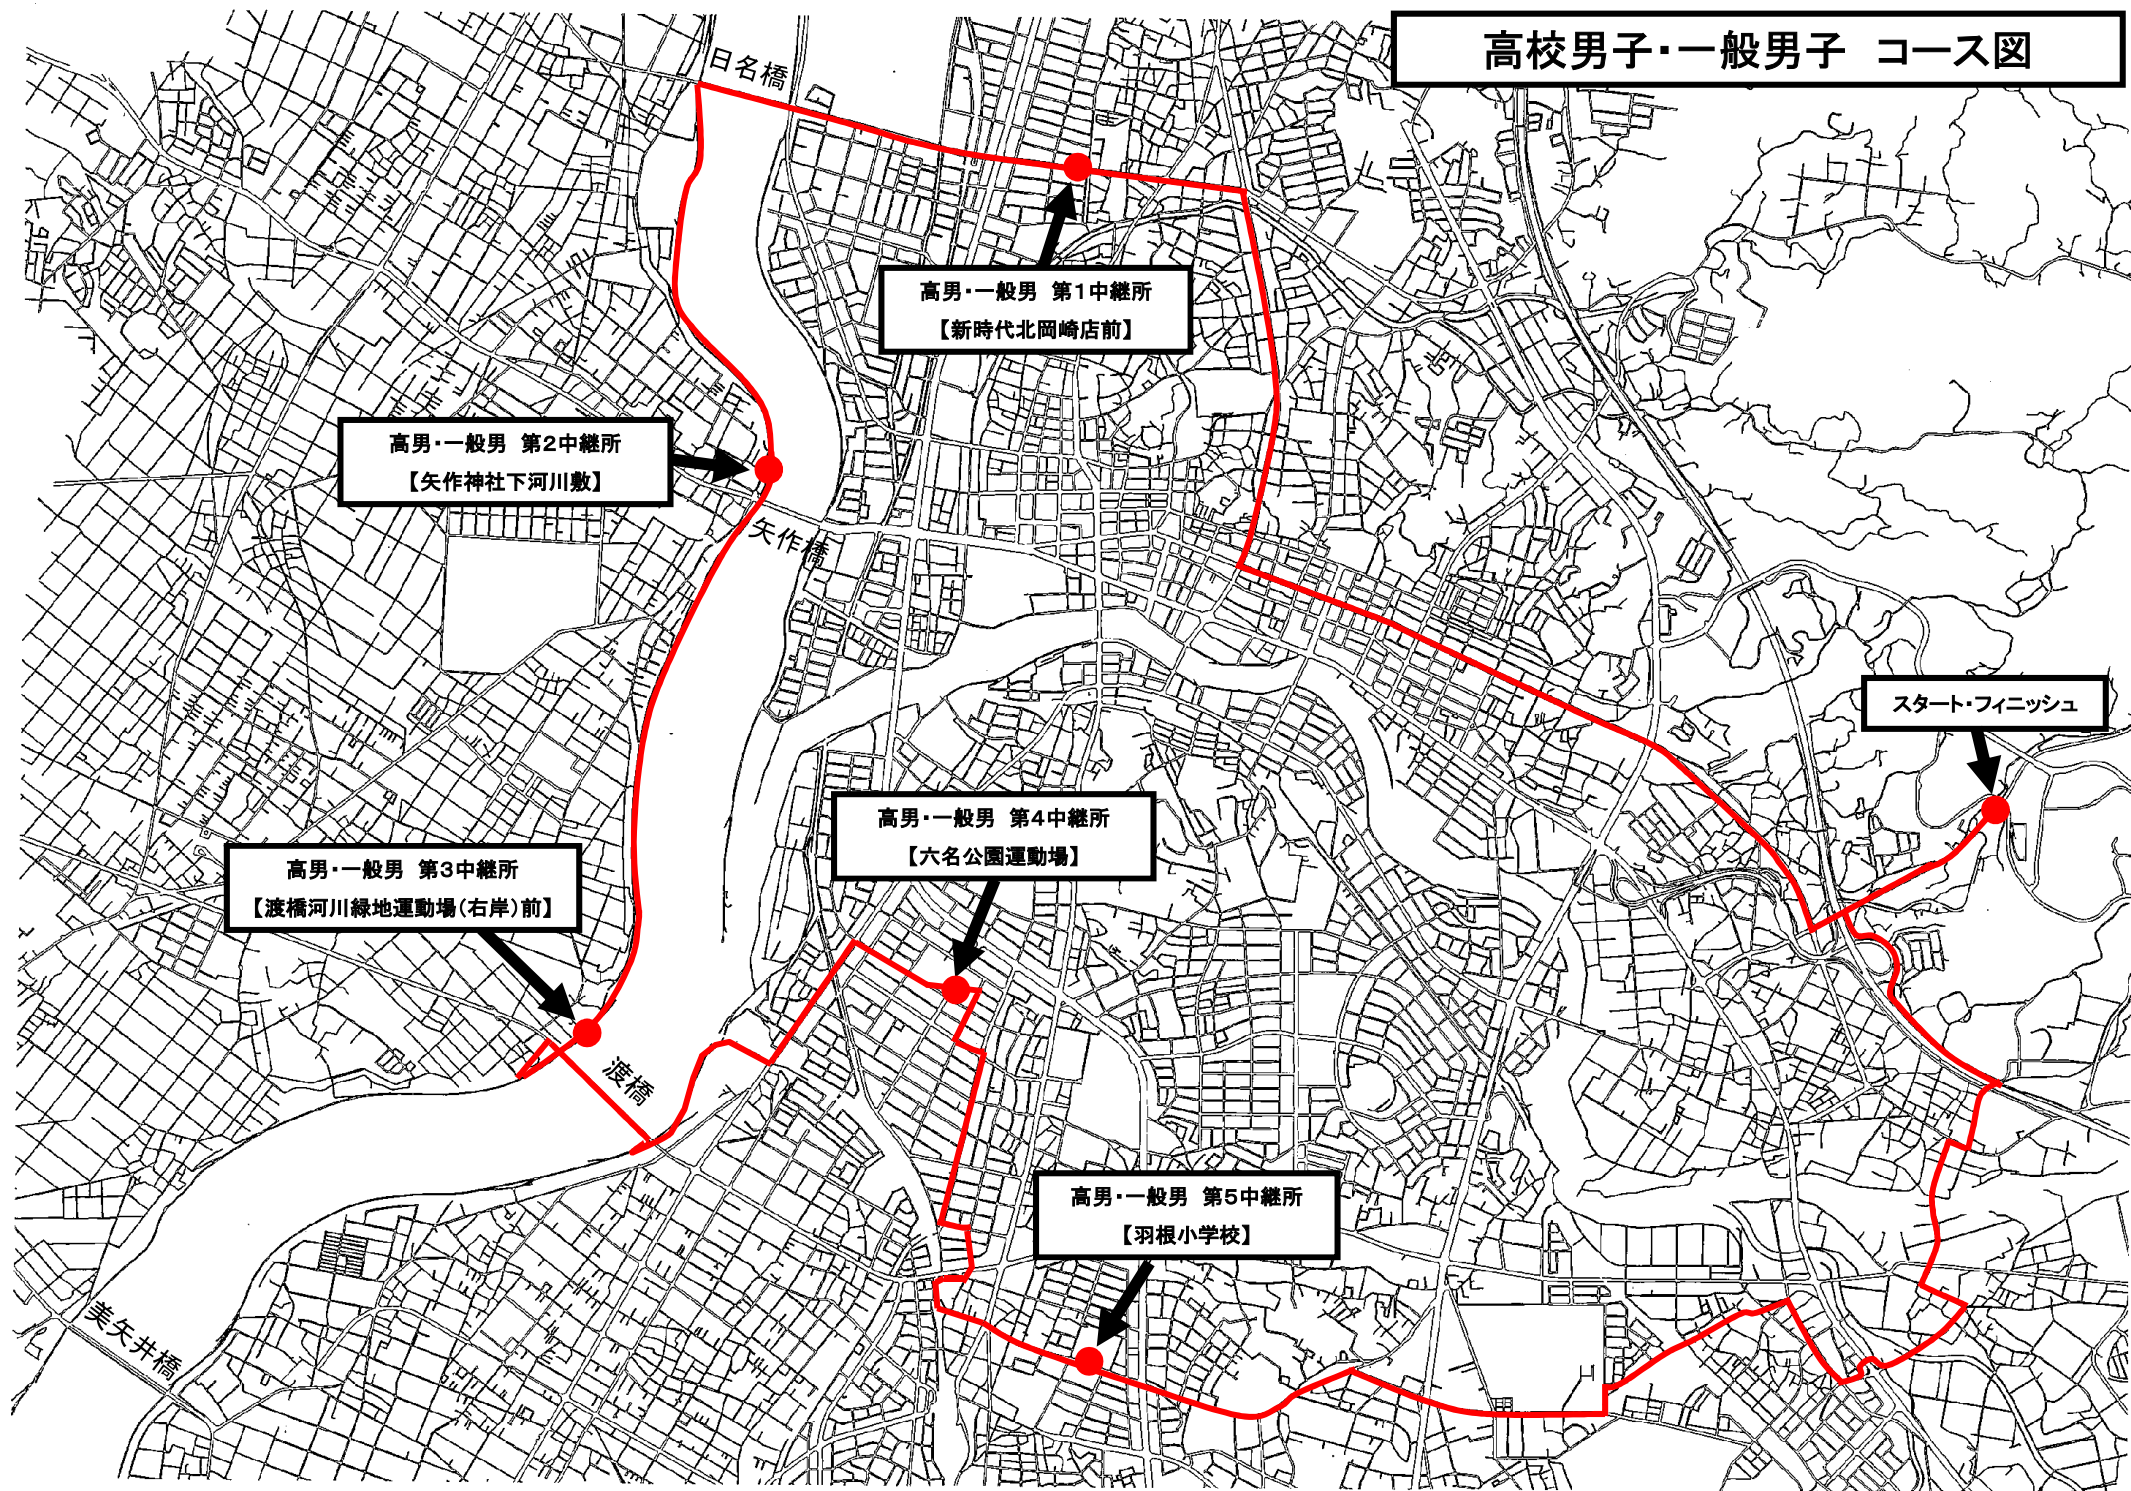 高校男子・一般男子　コース図
日名橋
高男・一般男　第1中継所
【新時代北岡崎店前】
高男・一般男　第2中継所
【矢作神社下河川敷】
矢作橋
スタート・フィニッシュ
高男・一般男　第4中継所
【六名公園運動場】
高男・一般男　第3中継所
【渡橋河川緑地運動場(右岸)前】
渡橋
高男・一般男　第5中継所
【羽根小学校】
美矢井橋